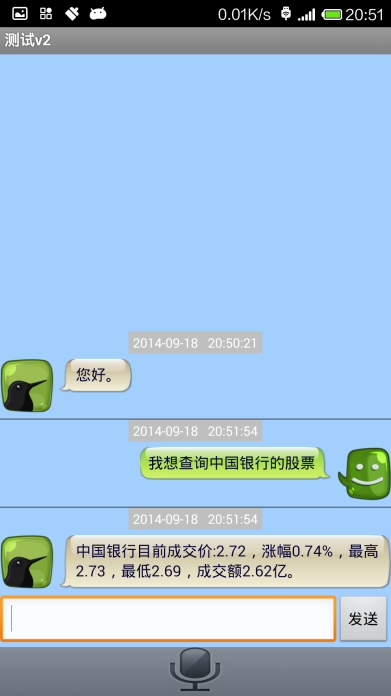 0.01K/s 20:51
测试v2
2014-09-18 20:50:21
您好。
2014-09-18 20:51:54
我想查询中国银行的股票
2014-09-18 20:51:54
中国银行目前成交价:2.72，涨幅0.74%，最高
2.73，最低2.69，成交额2.62亿。
发送